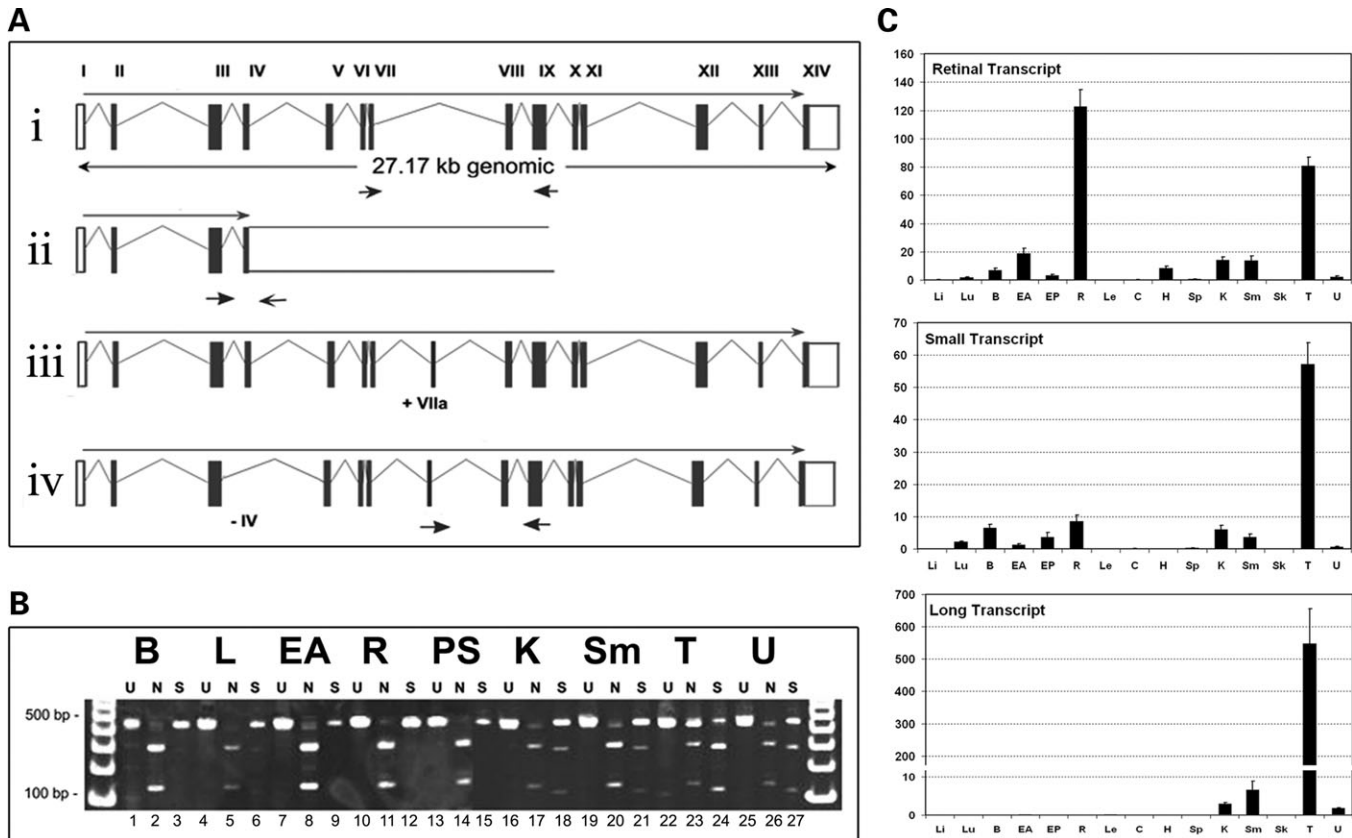 A
I II III IV V VI VII VIII IX X XI XII XIII XIV
i
27.17 kb genomic
ii
iii
+ VIIa
iv
- IV
B
B L EA R PS K Sm T U
U N S U N S U N S U N S U N S U N S U N S U N S U N S
500 bp -
100 bp -
1 2 3 4 5 6 7 8 9 10 11 12 13 14 15 16 17 18 19 20 21 22 23 24 25 26 27
C
Retinal Transcript
160
140
120
100
80
60
40
20
0
Li Lu B EA EP R Le C H Sp K Sm Sk T U
Small Transcript
70
60
50
40
30
20
10
0
Li Lu B EA EP R Le C H Sp K Sm Sk T U
Long Transcript
700
600
500
400
300
200
10
0
Li Lu B EA EP R Le C H Sp K Sm Sk T U